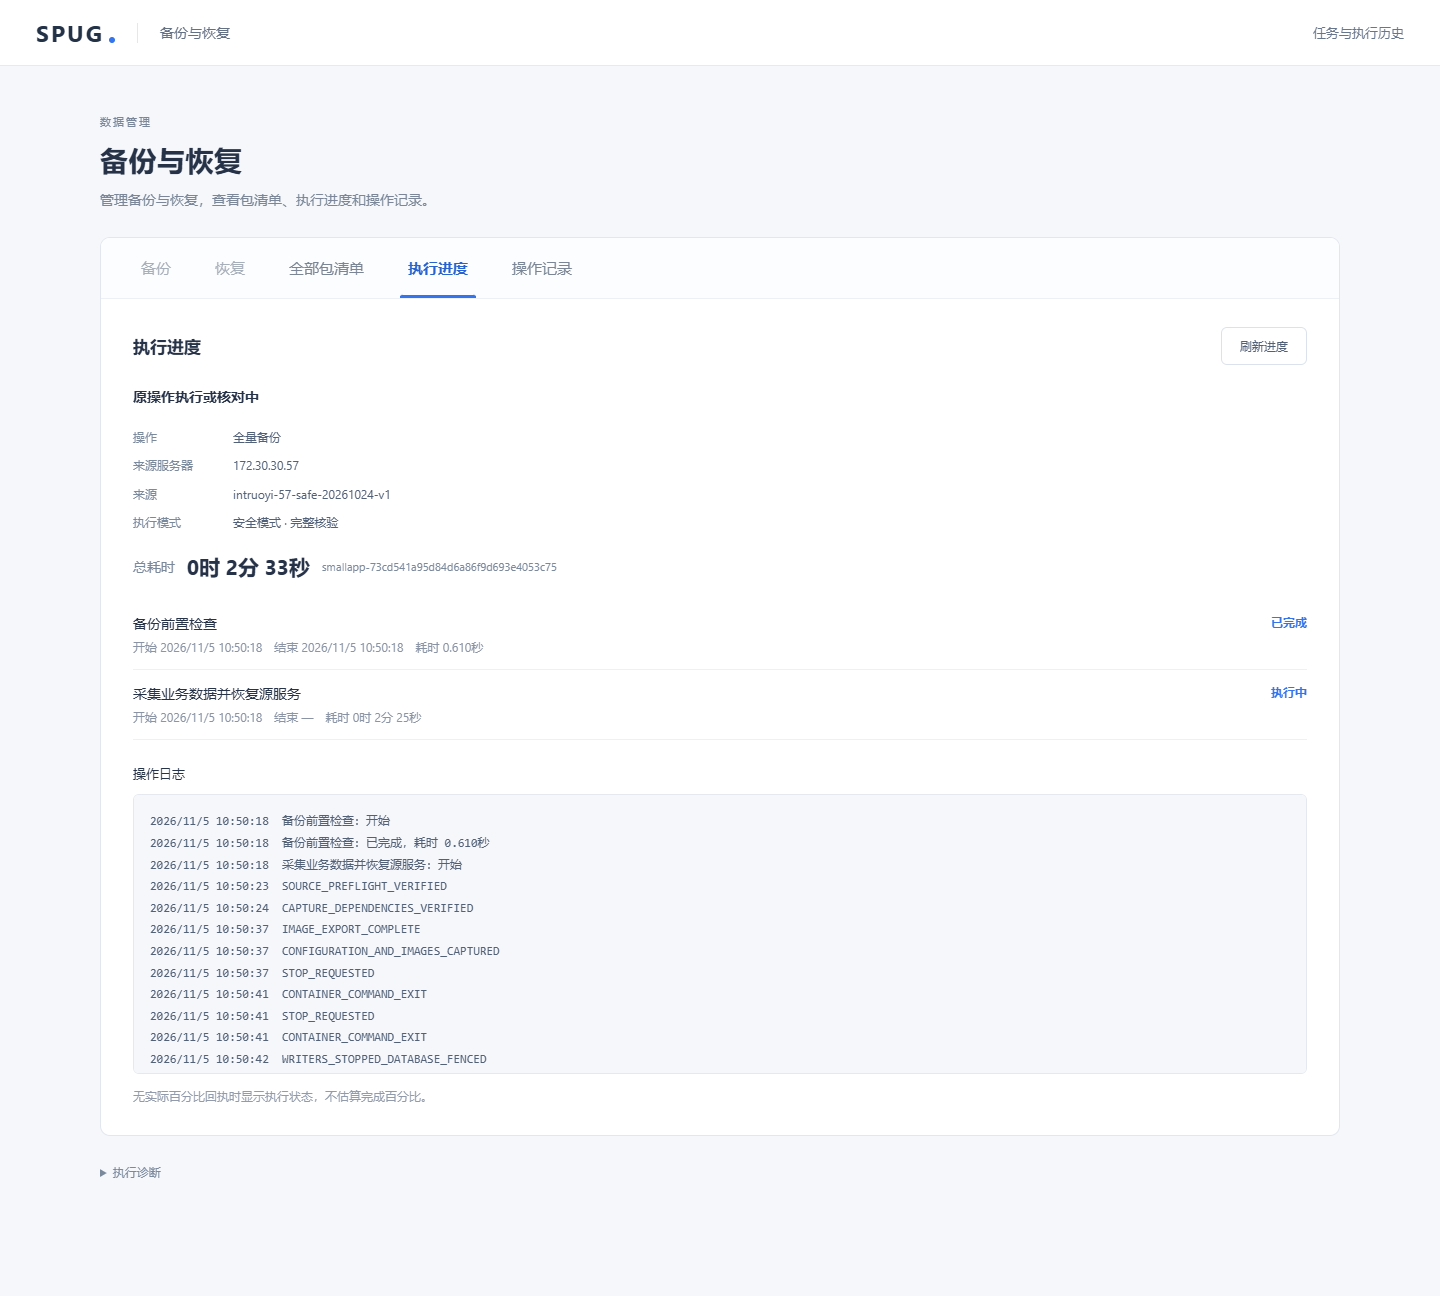 SPUG. 备份与恢复 任务与执行历史
数据管理
备份与恢复
管理备份与恢复，查看包清单、执行进度和操作记录。
备份 恢复 全部包清单 执行进度 操作记录
执行进度 刷新进度
原操作执行或核对中
操作 全量备份
来源服务器 172.30.30.57
来源 intruoyi-57-safe-20261024-v1
执行模式 安全模式 · 完整核验
总耗时 0时 2分 33秒 smallapp-73cd541a95d84d6a86f9d693e4053c75
备份前置检查 已完成
开始 2026/11/5 10:50:18 结束 2026/11/5 10:50:18 耗时 0.610秒
采集业务数据并恢复源服务 执行中
开始 2026/11/5 10:50:18 结束 — 耗时 0时 2分 25秒
操作日志
2026/11/5 10:50:18 备份前置检查：开始
2026/11/5 10:50:18 备份前置检查：已完成，耗时 0.610秒
2026/11/5 10:50:18 采集业务数据并恢复源服务：开始
2026/11/5 10:50:23 SOURCE_PREFLIGHT_VERIFIED
2026/11/5 10:50:24 CAPTURE_DEPENDENCIES_VERIFIED
2026/11/5 10:50:37 IMAGE_EXPORT_COMPLETE
2026/11/5 10:50:37 CONFIGURATION_AND_IMAGES_CAPTURED
2026/11/5 10:50:37 STOP_REQUESTED
2026/11/5 10:50:41 CONTAINER_COMMAND_EXIT
2026/11/5 10:50:41 STOP_REQUESTED
2026/11/5 10:50:41 CONTAINER_COMMAND_EXIT
2026/11/5 10:50:42 WRITERS_STOPPED_DATABASE_FENCED
无实际百分比回执时显示执行状态，不估算完成百分比。
执行诊断